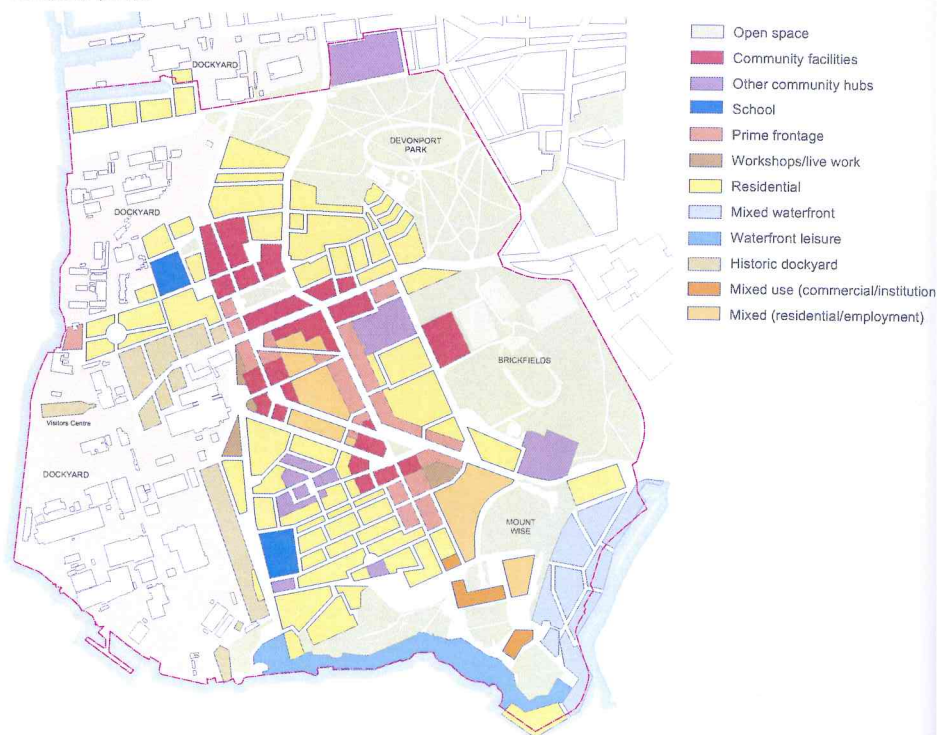 DOCKYARD
DEVONPORT
PARK
DOCKYARD
BRICKFIELDS
Visitors Centre
DOCKYARD
MOUNT
WISE
Open space
Community facilities
Other community hubs
School
Prime frontage
Workshops/live work
Residential
Mixed waterfront
Waterfront leisure
Historic dockyard
Mixed use (commercial/institution
Mixed (residential/employment)